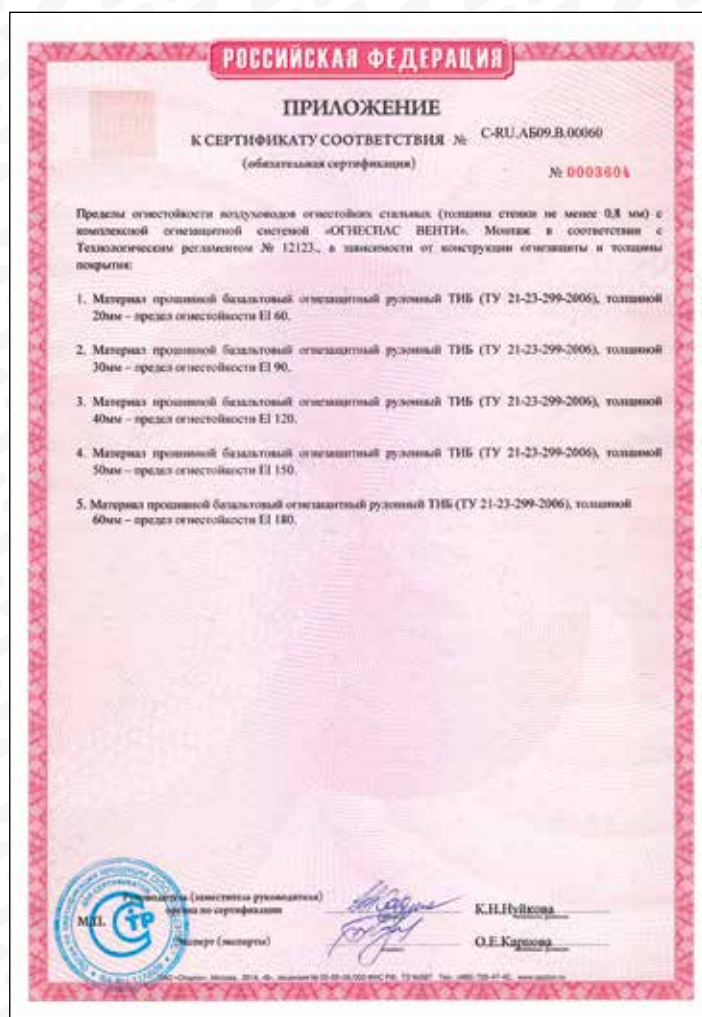 РОССИЙСКАЯ ФЕДЕРАЦИЯ
ПРИЛОЖЕНИЕ
К СЕРТИФИКАТУ СООТВЕТСТВИЯ № C-RU.АБ09.В.00060
(обязательная сертификация)
№ 0003604
Пределы огнестойкости воздуховодов огнестойких стальных (толщина стенки не менее 0,8 мм) с
комплексной огнезащитной системой «ОГНЕСПАС ВЕНТИ». Монтаж в соответствии с
Технологическим регламентом № 12123., в зависимости от конструкции огнезащиты и толщины
покрытия:
1. Материал прошивной базальтовый огнезащитный рулонный ТИБ (ТУ 21-23-299-2006), толщиной
20мм – предел огнестойкости EI 60.
2. Материал прошивной базальтовый огнезащитный рулонный ТИБ (ТУ 21-23-299-2006), толщиной
30мм – предел огнестойкости EI 90.
3. Материал прошивной базальтовый огнезащитный рулонный ТИБ (ТУ 21-23-299-2006), толщиной
40мм – предел огнестойкости EI 120.
4. Материал прошивной базальтовый огнезащитный рулонный ТИБ (ТУ 21-23-299-2006), толщиной
50мм – предел огнестойкости EI 150.
5. Материал прошивной базальтовый огнезащитный рулонный ТИБ (ТУ 21-23-299-2006), толщиной
60мм – предел огнестойкости EI 180.
Руководитель (заместитель руководителя)
органа по сертификации
К.Н.Нуйкова
М.П.
Эксперт (эксперты)
О.Е.Карпова